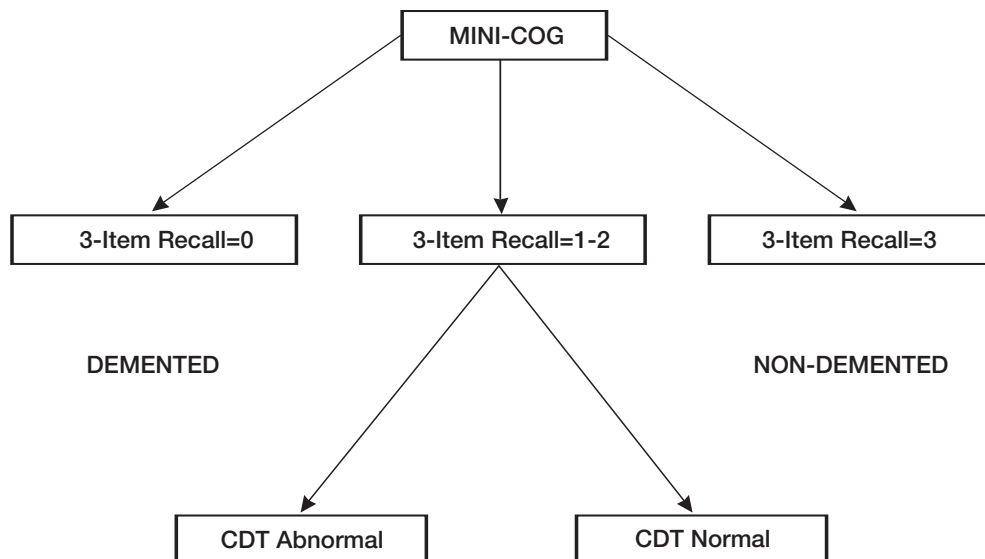 MINI-COG
3-Item Recall=0
3-Item Recall=1-2
3-Item Recall=3
DEMENTED
NON-DEMENTED
CDT Abnormal
CDT Normal